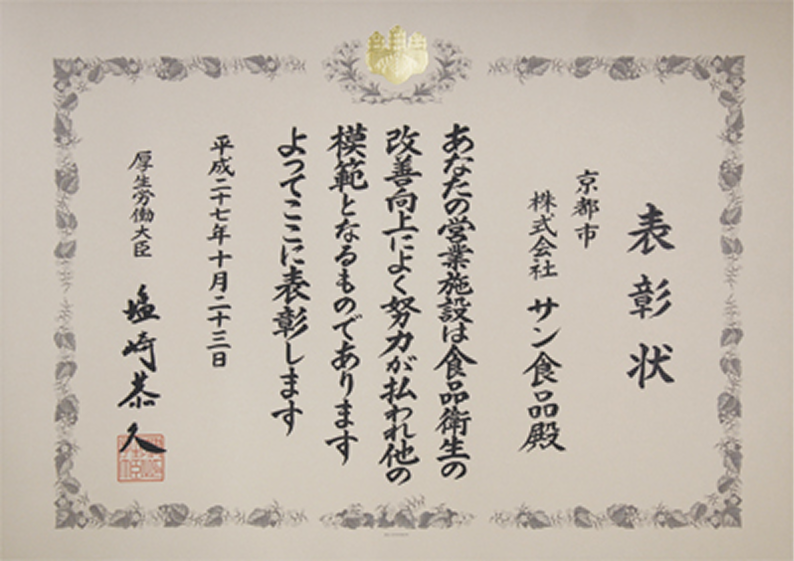 表彰状
京都市
株式会社 サン食品殿
あなたの営業施設は食品衛生の
改善向上によく努力が払われ他の
模範となるものであります
よってここに表彰します
平成二十七年十月二十三日
厚生労働大臣 塩崎恭久